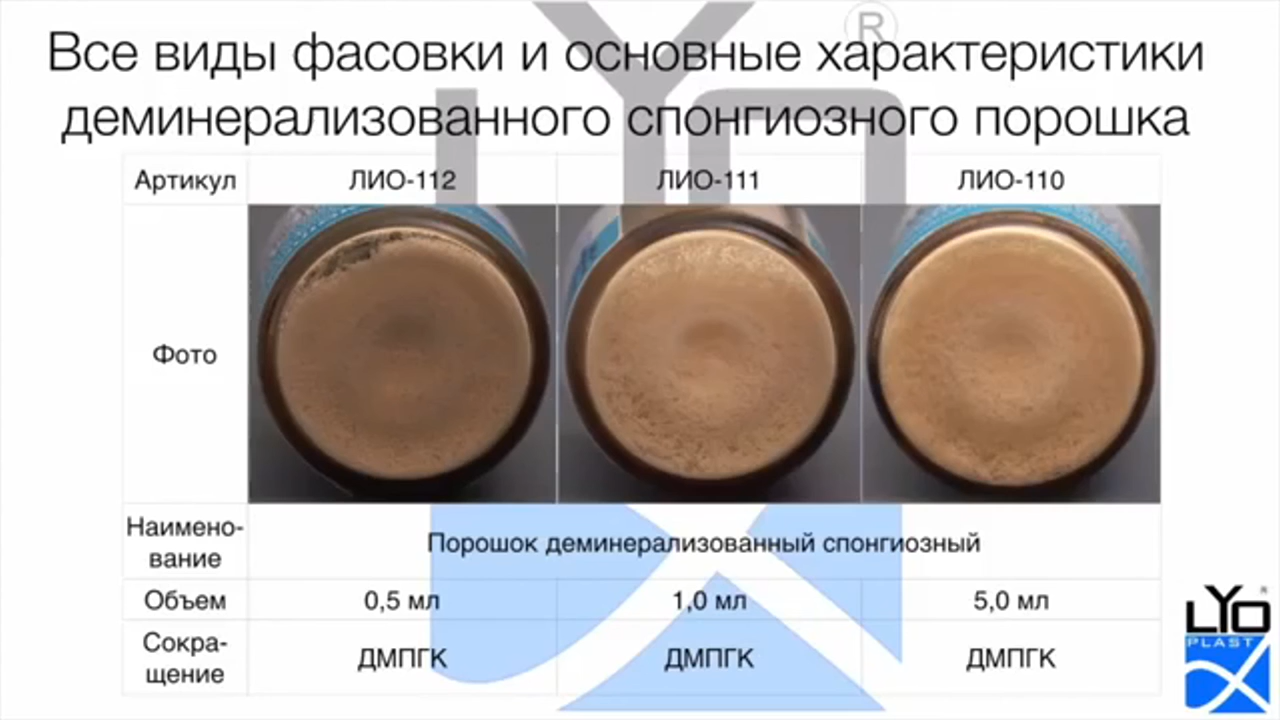 Все виды фасовки и основные характеристики
деминерализованного спонгиозного порошка
Артикул ЛИО-112 ЛИО-111 ЛИО-110
Фото
Наимено-
вание
Порошок деминерализованный спонгиозный
Объем 0,5 мл 1,0 мл 5,0 мл
Сокра-
щение
ДМПГК ДМПГК ДМПГК
LYO ®
PLAST